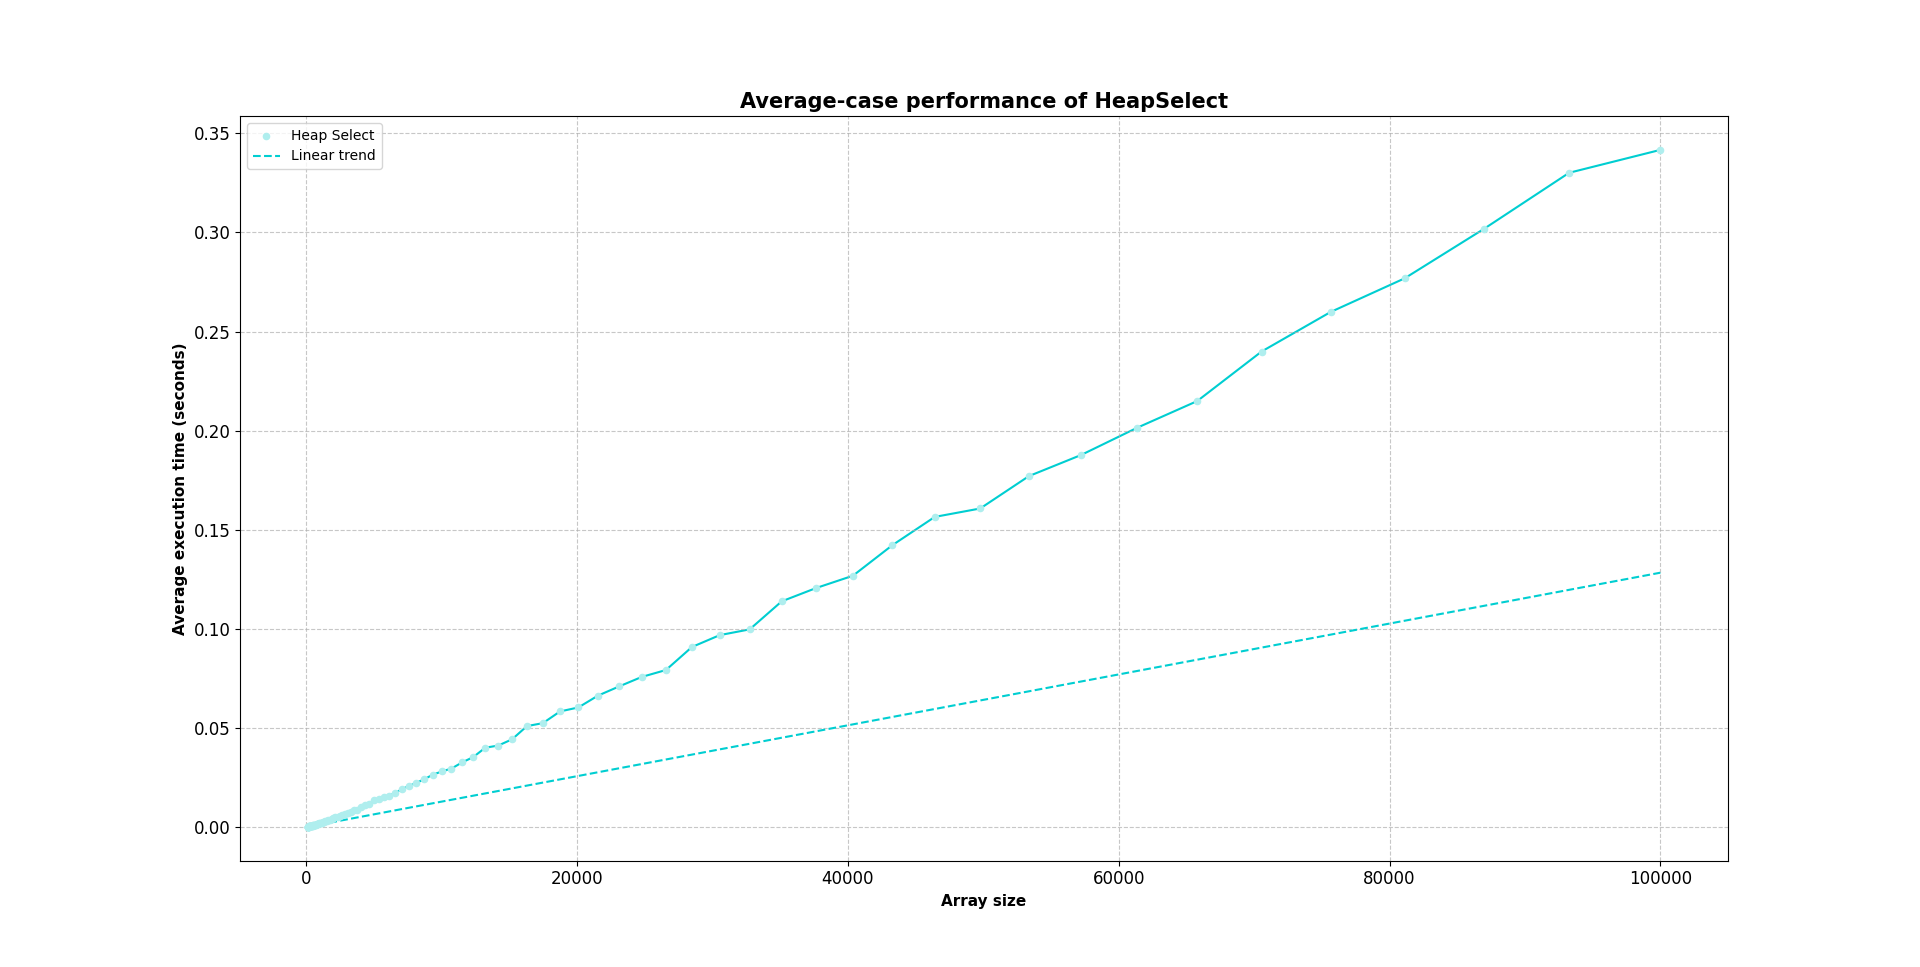 Average-case performance of HeapSelect
Heap Select
Linear trend
0.35
0.30
0.25
0.20
0.15
0.10
0.05
0.00
Average execution time (seconds)
0 20000 40000 60000 80000 100000
Array size